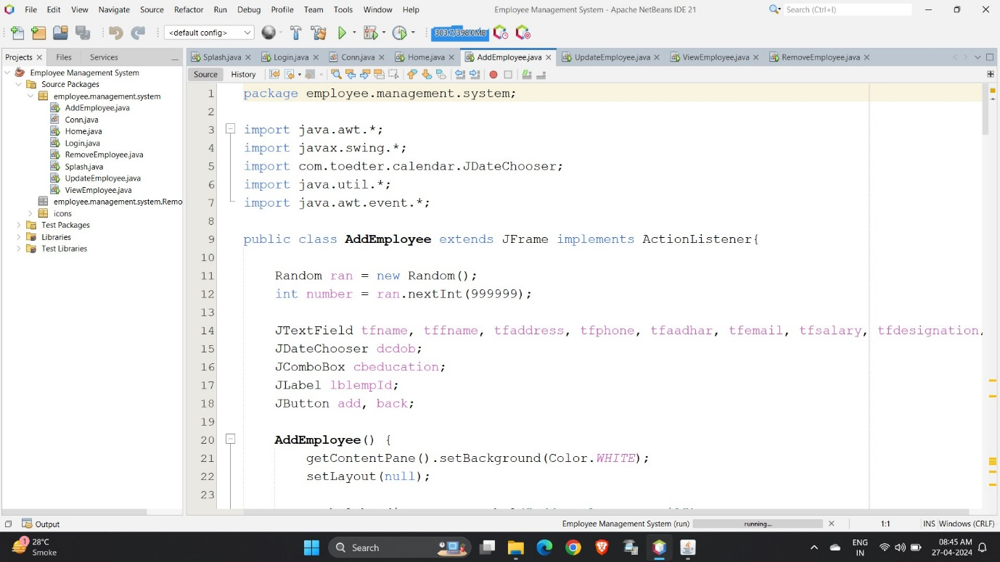 File Edit View Navigate Source Refactor Run Debug Profile Team Tools Window Help
Employee Management System - Apache NetBeans IDE 21
Search (Ctrl+I)
<default config>
303.7/398.0MB
Projects Files Services
Splash.java Login.java Conn.java Home.java AddEmployee.java UpdateEmployee.java ViewEmployee.java RemoveEmployee.java
Employee Management System
Source Packages
employee.management.system
AddEmployee.java
Conn.java
Home.java
Login.java
RemoveEmployee.java
Splash.java
UpdateEmployee.java
ViewEmployee.java
employee.management.system.Remo
icons
Test Packages
Libraries
Test Libraries
Source History
1 package employee.management.system;
2
3 import java.awt.*;
4 import javax.swing.*;
5 import com.toedter.calendar.JDateChooser;
6 import java.util.*;
7 import java.awt.event.*;
8
9 public class AddEmployee extends JFrame implements ActionListener{
10
11 Random ran = new Random();
12 int number = ran.nextInt(999999);
13
14 JTextField tfname, tffname, tfaddress, tfphone, tfaadhar, tfemail, tfsalary, tfdesignation,
15 JDateChooser dcdob;
16 JComboBox cbeducation;
17 JLabel lblempId;
18 JButton add, back;
19
20 AddEmployee() {
21 getContentPane().setBackground(Color.WHITE);
22 setLayout(null);
23
Output
Employee Management System (run) running...
1:1 INS Windows (CRLF)
1
28°C
Smoke
Search
ENG
IN
08:45 AM
27-04-2024